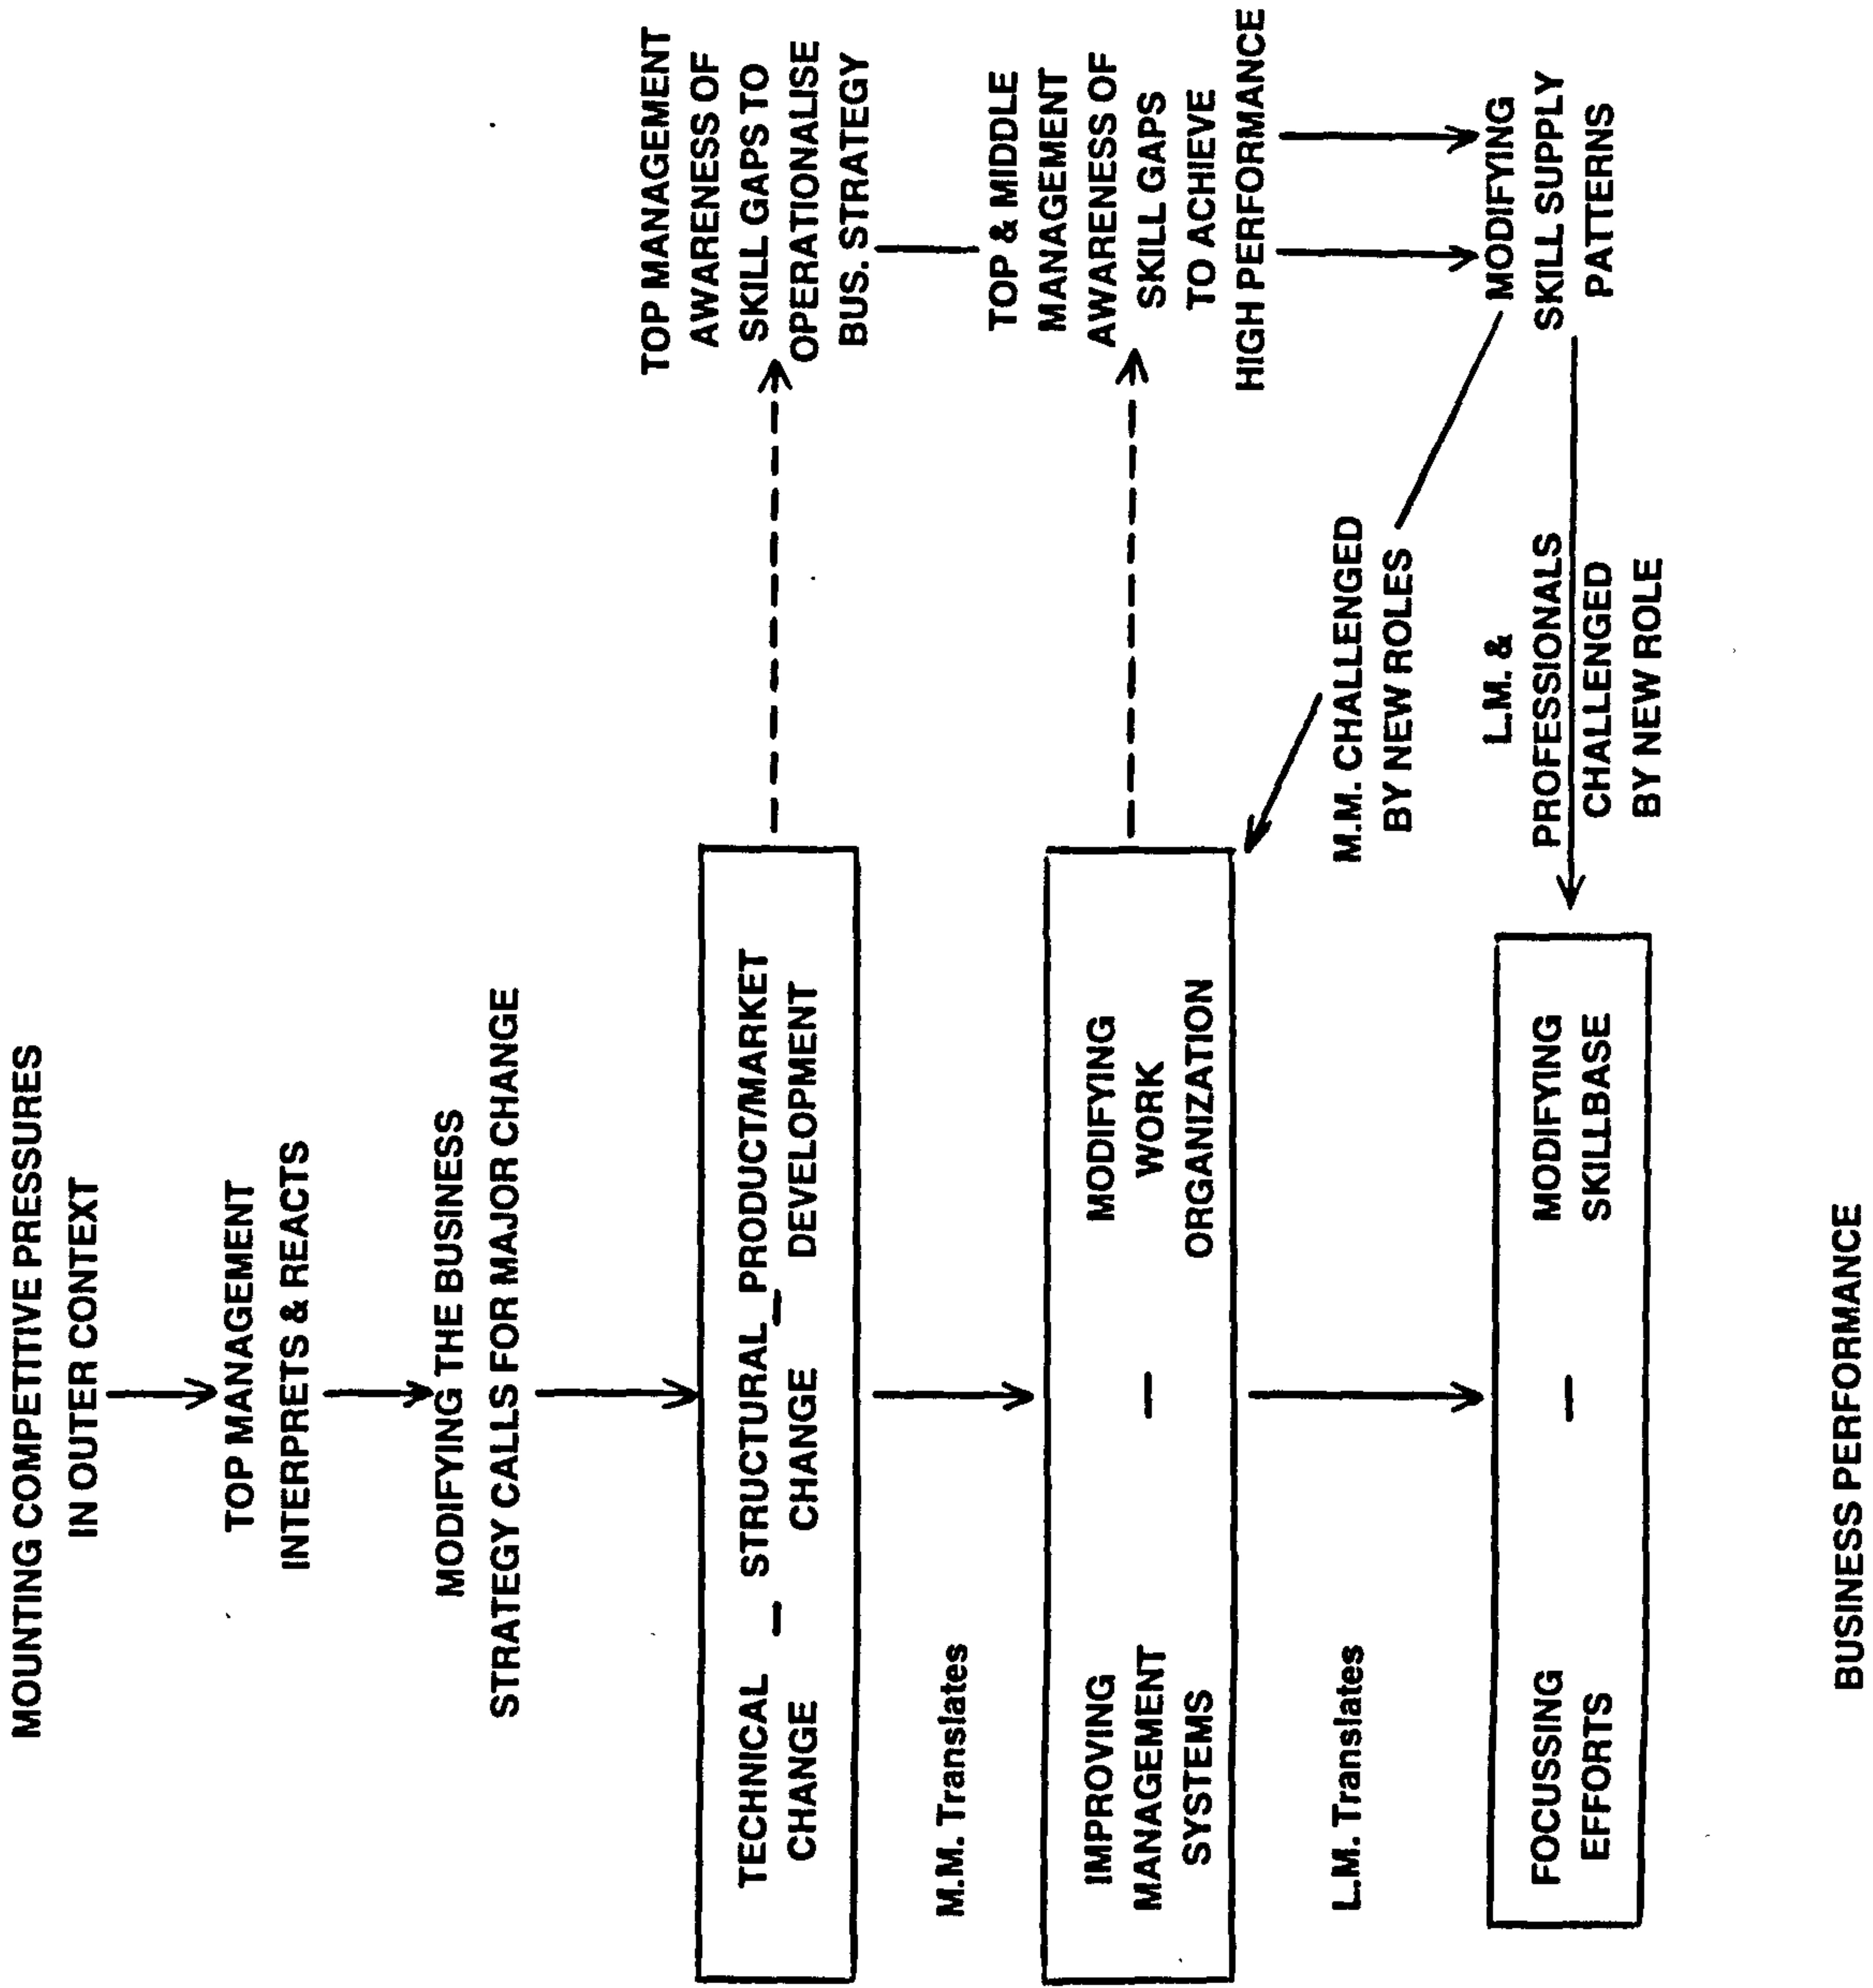 MOUNTING COMPETITIVE PRESSURES
IN OUTER CONTEXT
TOP MANAGEMENT
INTERPRETS & REACTS
MODIFYING THE BUSINESS
STRATEGY CALLS FOR MAJOR CHANGE
TECHNICAL – STRUCTURAL – PRODUCT/MARKET
CHANGE CHANGE DEVELOPMENT
TOP MANAGEMENT
AWARENESS OF
SKILL GAPS TO
OPERATIONALISE
BUS. STRATEGY
M.M. Translates
IMPROVING
MANAGEMENT
SYSTEMS
–
MODIFYING
WORK
ORGANIZATION
TOP & MIDDLE
MANAGEMENT
AWARENESS OF
SKILL GAPS
TO ACHIEVE
HIGH PERFORMANCE
L.M. Translates
M.M. CHALLENGED
BY NEW ROLES
MODIFYING
SKILL SUPPLY
PATTERNS
L.M. &
PROFESSIONALS
CHALLENGED
BY NEW ROLE
FOCUSSING
EFFORTS
–
MODIFYING
SKILLBASE
BUSINESS PERFORMANCE